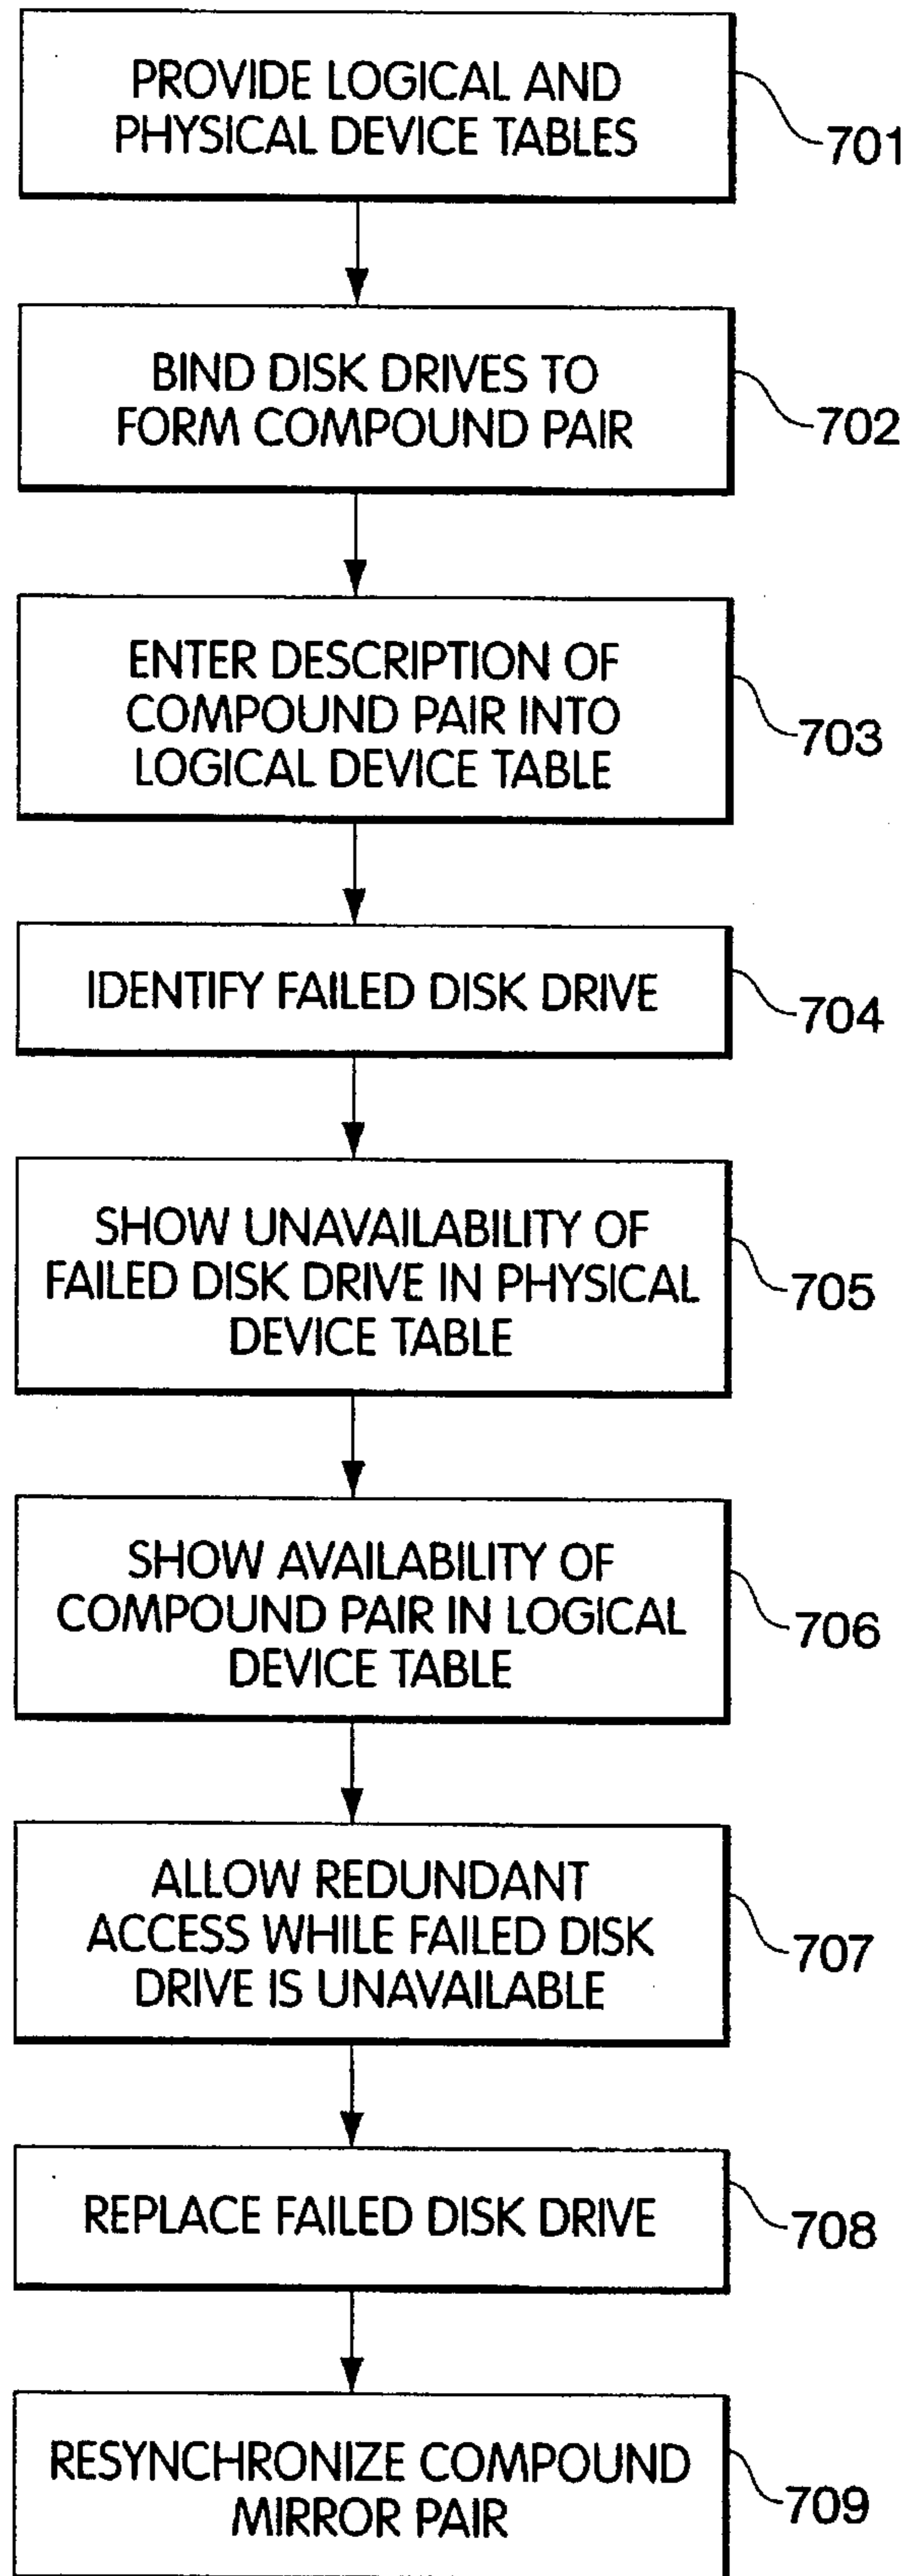 PROVIDE LOGICAL AND
PHYSICAL DEVICE TABLES
701
BIND DISK DRIVES TO
FORM COMPOUND PAIR
702
ENTER DESCRIPTION OF
COMPOUND PAIR INTO
LOGICAL DEVICE TABLE
703
IDENTIFY FAILED DISK DRIVE
704
SHOW UNAVAILABILITY OF
FAILED DISK DRIVE IN PHYSICAL
DEVICE TABLE
705
SHOW AVAILABILITY OF
COMPOUND PAIR IN LOGICAL
DEVICE TABLE
706
ALLOW REDUNDANT
ACCESS WHILE FAILED DISK
DRIVE IS UNAVAILABLE
707
REPLACE FAILED DISK DRIVE
708
RESYNCHRONIZE COMPOUND
MIRROR PAIR
709